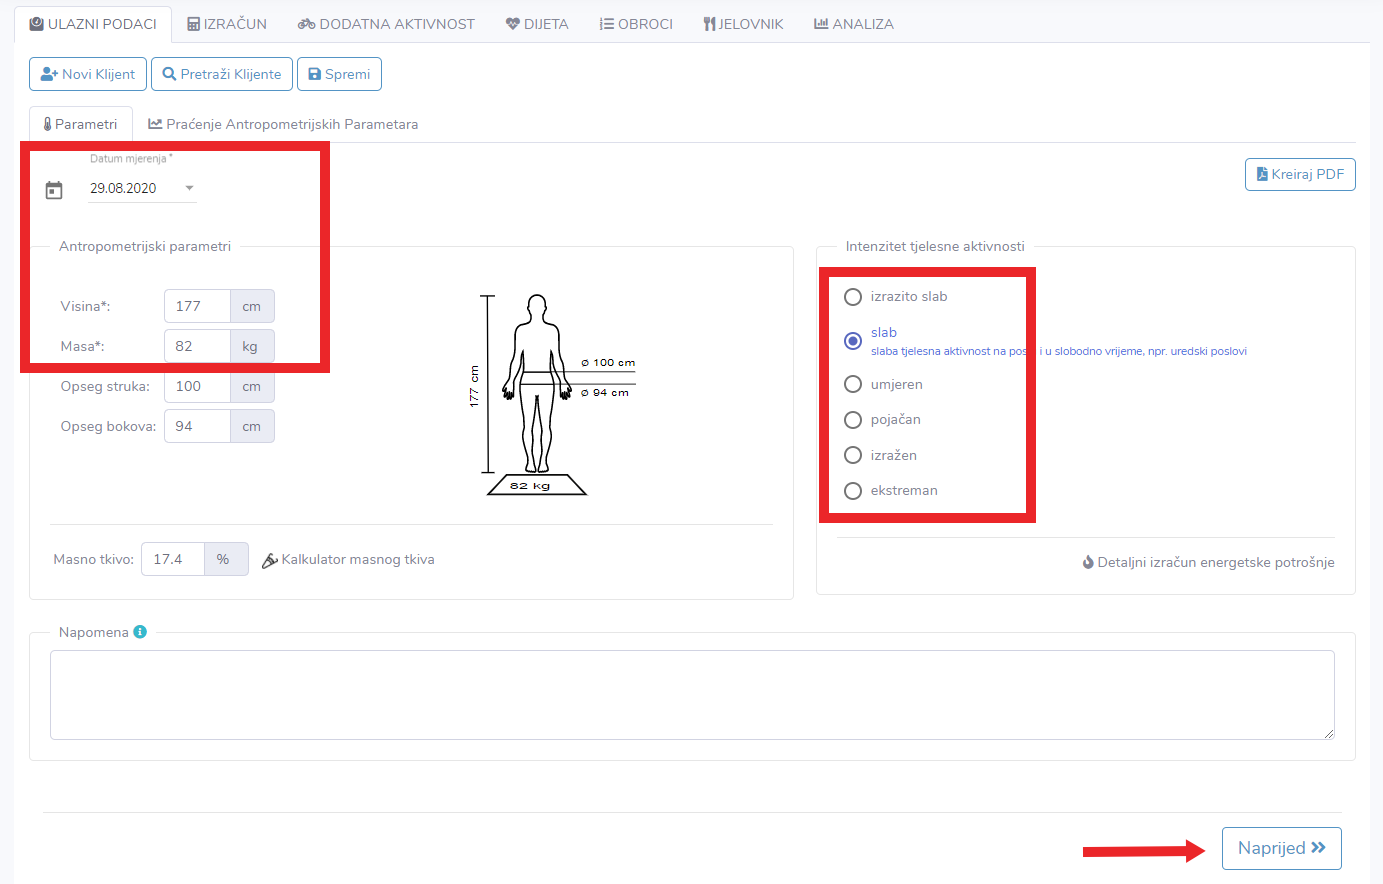 ULAZNI PODACI IZRAČUN DODATNA AKTIVNOST DIJETA OBROCI JELOVNIK ANALIZA
Novi Klijent Pretraži Klijente Spremi
Parametri Praćenje Antropometrijskih Parametara
Datum mjerenja *
29.08.2020
Kreiraj PDF
Antropometrijski parametri
Visina*: 177 cm
Masa*: 82 kg
Opseg struka: 100 cm
Opseg bokova: 94 cm
177 cm
Ø 100 cm
Ø 94 cm
82 kg
Masno tkivo: 17.4 % Kalkulator masnog tkiva
Intenzitet tjelesne aktivnosti
izrazito slab
slab
slaba tjelesna aktivnost na pos i u slobodno vrijeme, npr. uredski poslovi
umjeren
pojačan
izražen
ekstreman
Detaljni izračun energetske potrošnje
Napomena
Naprijed